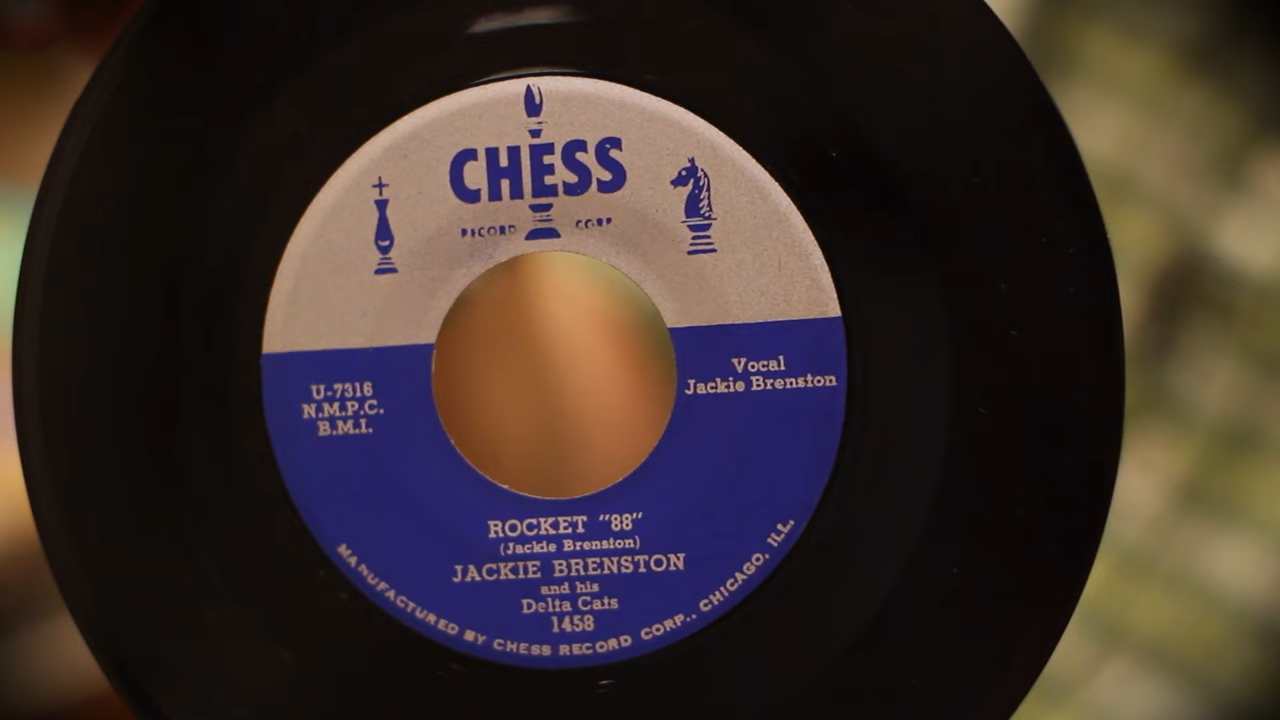 CHESS
RECORD CORP.
U-7316
N.M.P.C.
B.M.I.
Vocal
Jackie Brenston
ROCKET "88"
(Jackie Brenston)
JACKIE BRENSTON
and his
Delta Cats
1458
MANUFACTURED BY CHESS RECORD CORP., CHICAGO, ILL.